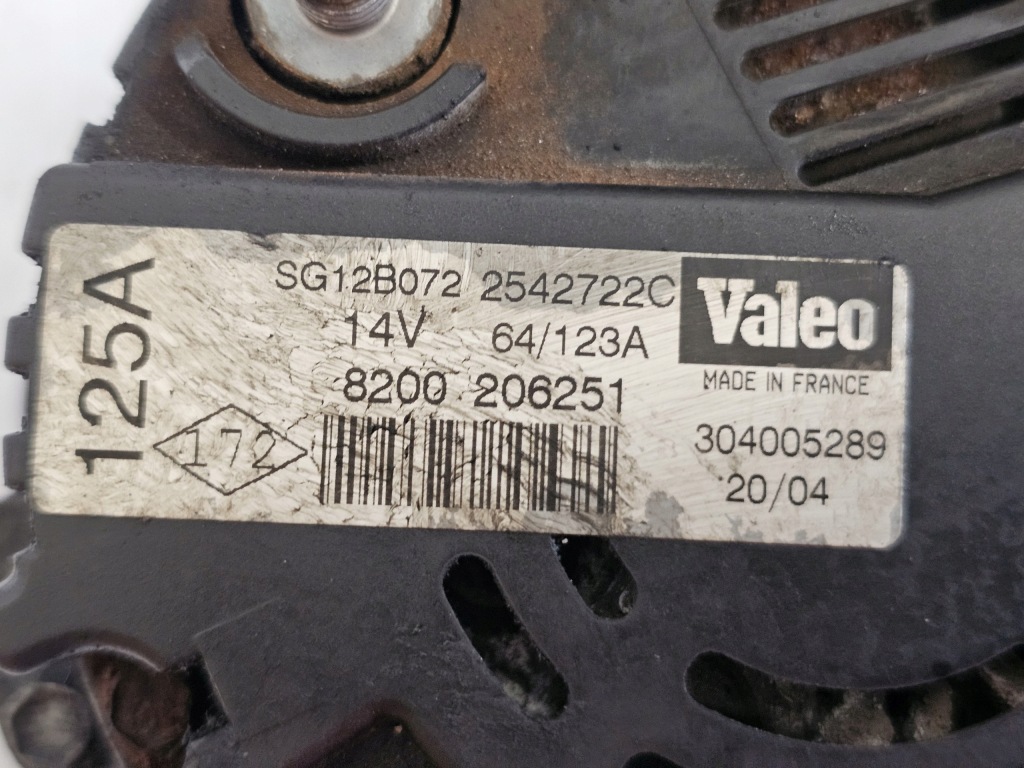 125A
SG12B072 2542722C
14V 64/123A
8200 206251
172
Valeo
MADE IN FRANCE
304005289
20/04